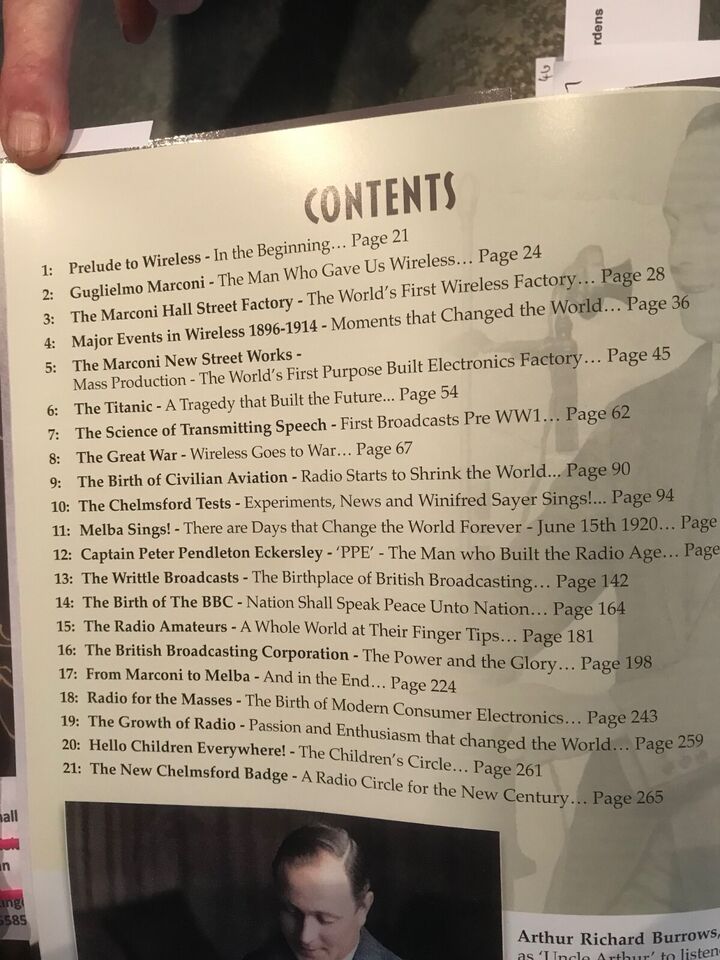 rdens
40
CONTENTS
1: Prelude to Wireless - In the Beginning... Page 21
2: Guglielmo Marconi - The Man Who Gave Us Wireless... Page 24
3: The Marconi Hall Street Factory - The World's First Wireless Factory... Page 28
4: Major Events in Wireless 1896-1914 - Moments that Changed the World... Page 36
5: The Marconi New Street Works -
Mass Production - The World's First Purpose Built Electronics Factory... Page 45
6: The Titanic - A Tragedy that Built the Future... Page 54
7: The Science of Transmitting Speech - First Broadcasts Pre WW1... Page 62
8: The Great War - Wireless Goes to War... Page 67
9: The Birth of Civilian Aviation - Radio Starts to Shrink the World... Page 90
10: The Chelmsford Tests - Experiments, News and Winifred Sayer Sings!... Page 94
11: Melba Sings! - There are Days that Change the World Forever - June 15th 1920... Page
12: Captain Peter Pendleton Eckersley - 'PPE' - The Man who Built the Radio Age... Page
13: The Writtle Broadcasts - The Birthplace of British Broadcasting... Page 142
14: The Birth of The BBC - Nation Shall Speak Peace Unto Nation... Page 164
15: The Radio Amateurs - A Whole World at Their Finger Tips... Page 181
16: The British Broadcasting Corporation - The Power and the Glory... Page 198
17: From Marconi to Melba - And in the End... Page 224
18: Radio for the Masses - The Birth of Modern Consumer Electronics... Page 243
19: The Growth of Radio - Passion and Enthusiasm that changed the World... Page 259
20: Hello Children Everywhere! - The Children's Circle... Page 261
21: The New Chelmsford Badge - A Radio Circle for the New Century... Page 265
all
n
ing
5585
Arthur Richard Burrows,
as 'Uncle Arthur' to listen